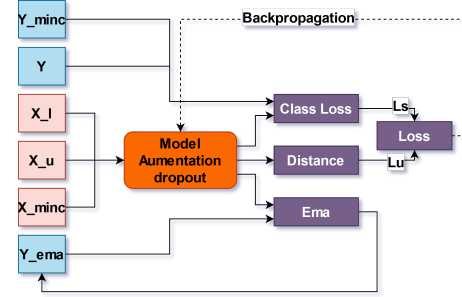 Y_minc
Backpropagation
Y
X_l
Class Loss
Ls
Model
Aumentation
dropout
Loss
X_u
Distance
Lu
X_minc
Ema
Y_ema